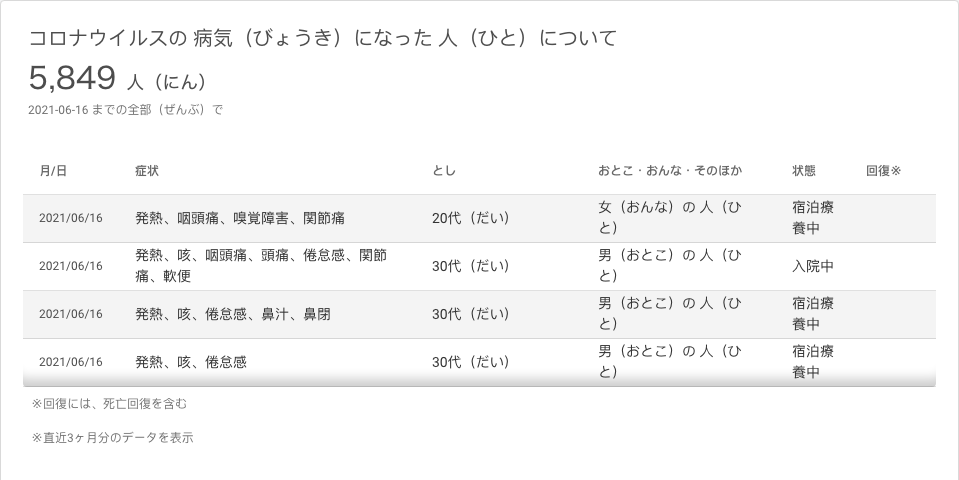 コロナウイルスの 病気（びょうき）になった 人（ひと）について
5,849 人（にん）
2021-06-16 までの全部（ぜんぶ）で
月/日 症状 とし おとこ・おんな・そのほか 状態 回復※
2021/06/16 発熱、咽頭痛、嗅覚障害、関節痛 20代（だい） 女（おんな）の 人（ひ
と） 宿泊療
養中
2021/06/16 発熱、咳、咽頭痛、頭痛、倦怠感、関節
痛、軟便 30代（だい） 男（おとこ）の 人（ひ
と） 入院中
2021/06/16 発熱、咳、倦怠感、鼻汁、鼻閉 30代（だい） 男（おとこ）の 人（ひ
と） 宿泊療
養中
2021/06/16 発熱、咳、倦怠感 30代（だい） 男（おとこ）の 人（ひ
と） 宿泊療
養中
※回復には、死亡回復を含む
※直近3ヶ月分のデータを表示